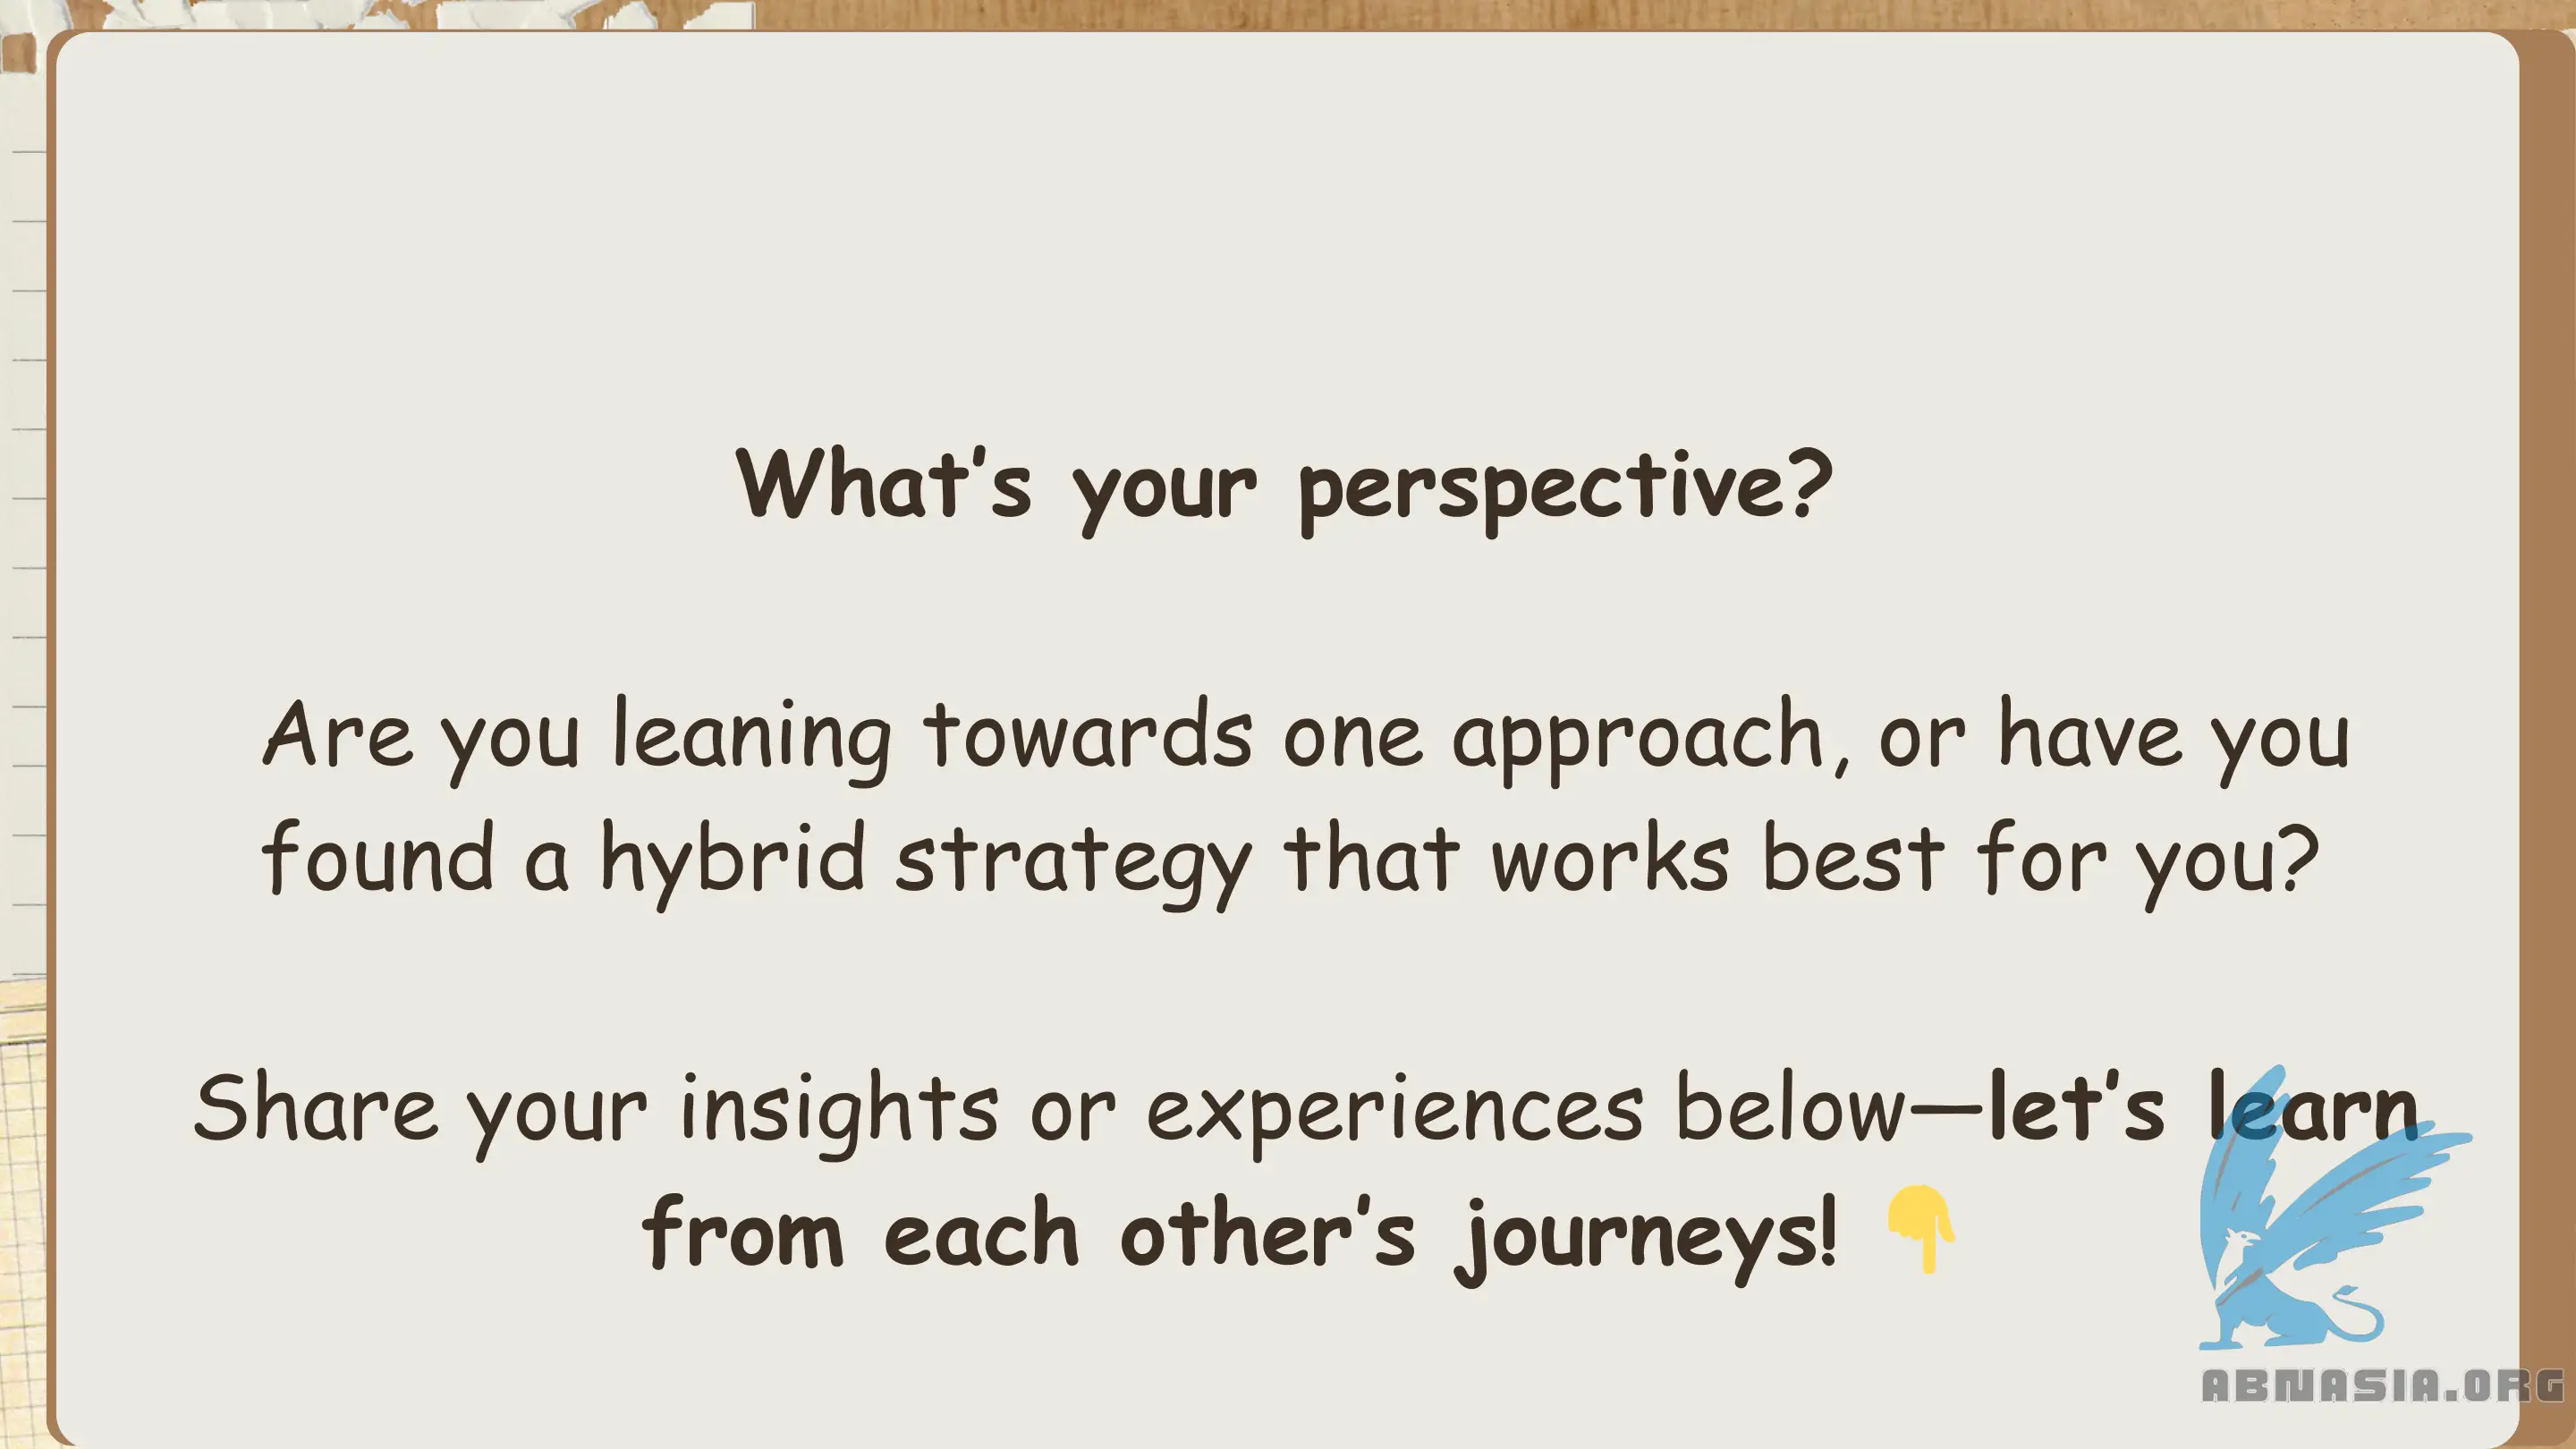 What’s your perspective?
Are you leaning towards one approach, or have you
found a hybrid strategy that works best for you?
Share your insights or experiences below—let’s learn
from each other’s journeys! 👇
ABNASIA.ORG